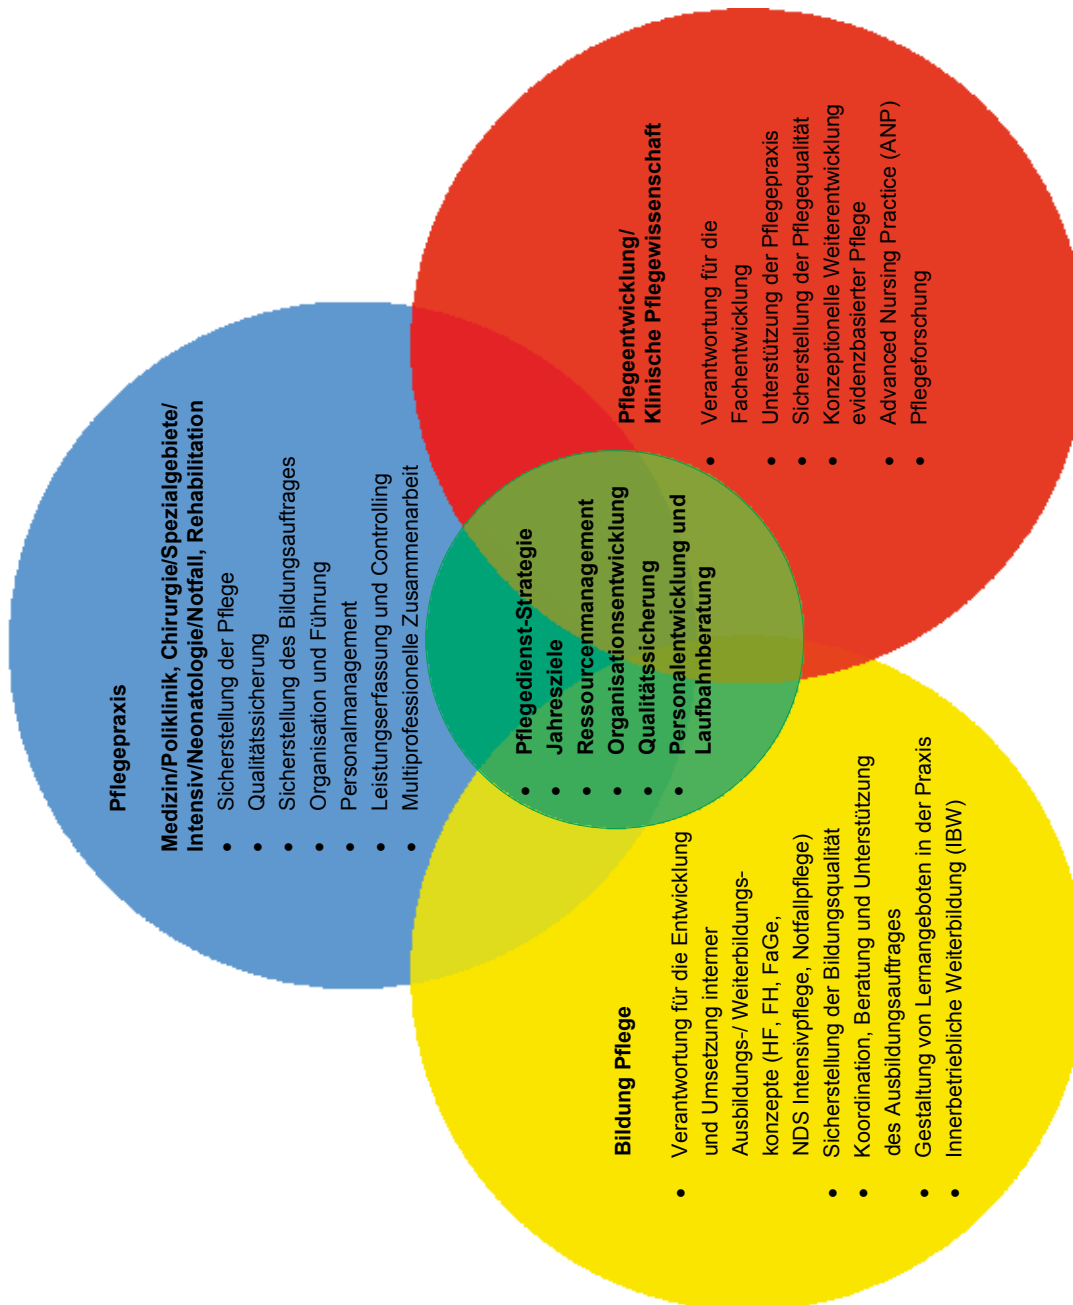 Pflegepraxis
Medizin/Poliklinik, Chirurgie/Spezialgebiete/
Intensiv/Neonatologie/Notfall, Rehabilitation
• Sicherstellung der Pflege
• Qualitätssicherung
• Sicherstellung des Bildungsauftrages
• Organisation und Führung
• Personalmanagement
• Leistungserfassung und Controlling
• Multiprofessionelle Zusammenarbeit
• Pflegedienst-Strategie
• Jahresziele
• Ressourcenmanagement
• Organisationsentwicklung
• Qualitätssicherung
• Personalentwicklung und
Laufbahnberatung
Bildung Pflege
• Verantwortung für die Entwicklung
und Umsetzung interner
Ausbildungs-/ Weiterbildungs-
konzepte (HF, FH, FaGe,
NDS Intensivpflege, Notfallpflege)
• Sicherstellung der Bildungsqualität
• Koordination, Beratung und Unterstützung
des Ausbildungsauftrages
• Gestaltung von Lernangeboten in der Praxis
• Innerbetriebliche Weiterbildung (IBW)
Pflegeentwicklung/
Klinische Pflegewissenschaft
• Verantwortung für die
Fachentwicklung
• Unterstützung der Pflegepraxis
• Sicherstellung der Pflegequalität
• Konzeptionelle Weiterentwicklung
evidenzbasierter Pflege
• Advanced Nursing Practice (ANP)
• Pflegeforschung